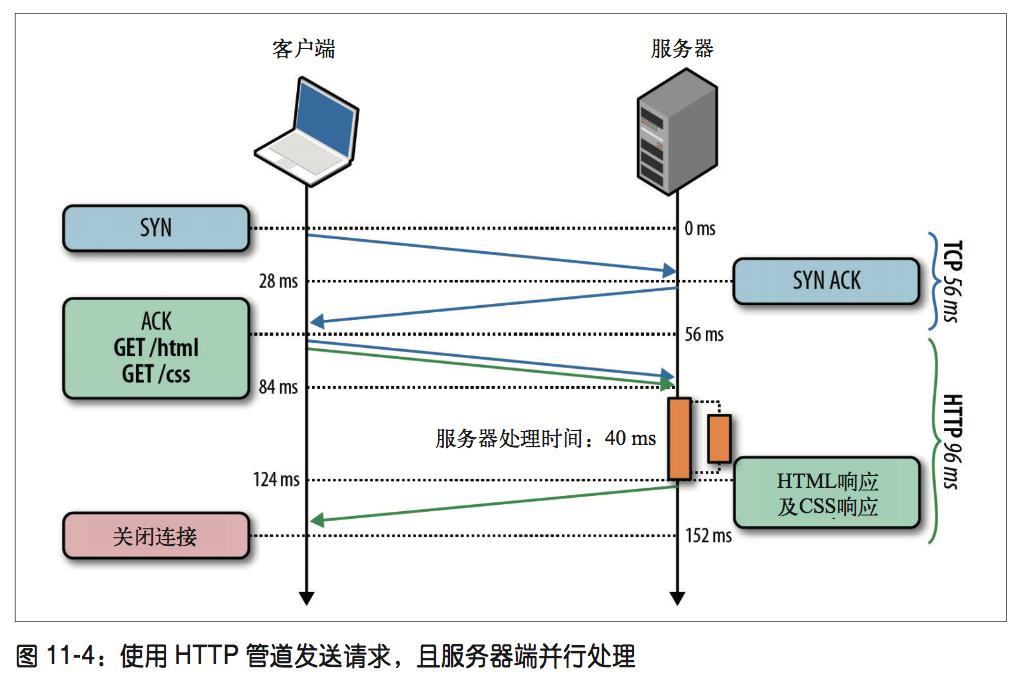 客户端
服务器
SYN
0 ms
TCP 56 ms
28 ms
SYN ACK
ACK
GET /html
GET /css
56 ms
84 ms
HTTP 96 ms
服务器处理时间：40 ms
124 ms
HTML响应
及CSS响应
关闭连接
152 ms
图 11-4：使用 HTTP 管道发送请求，且服务器端并行处理